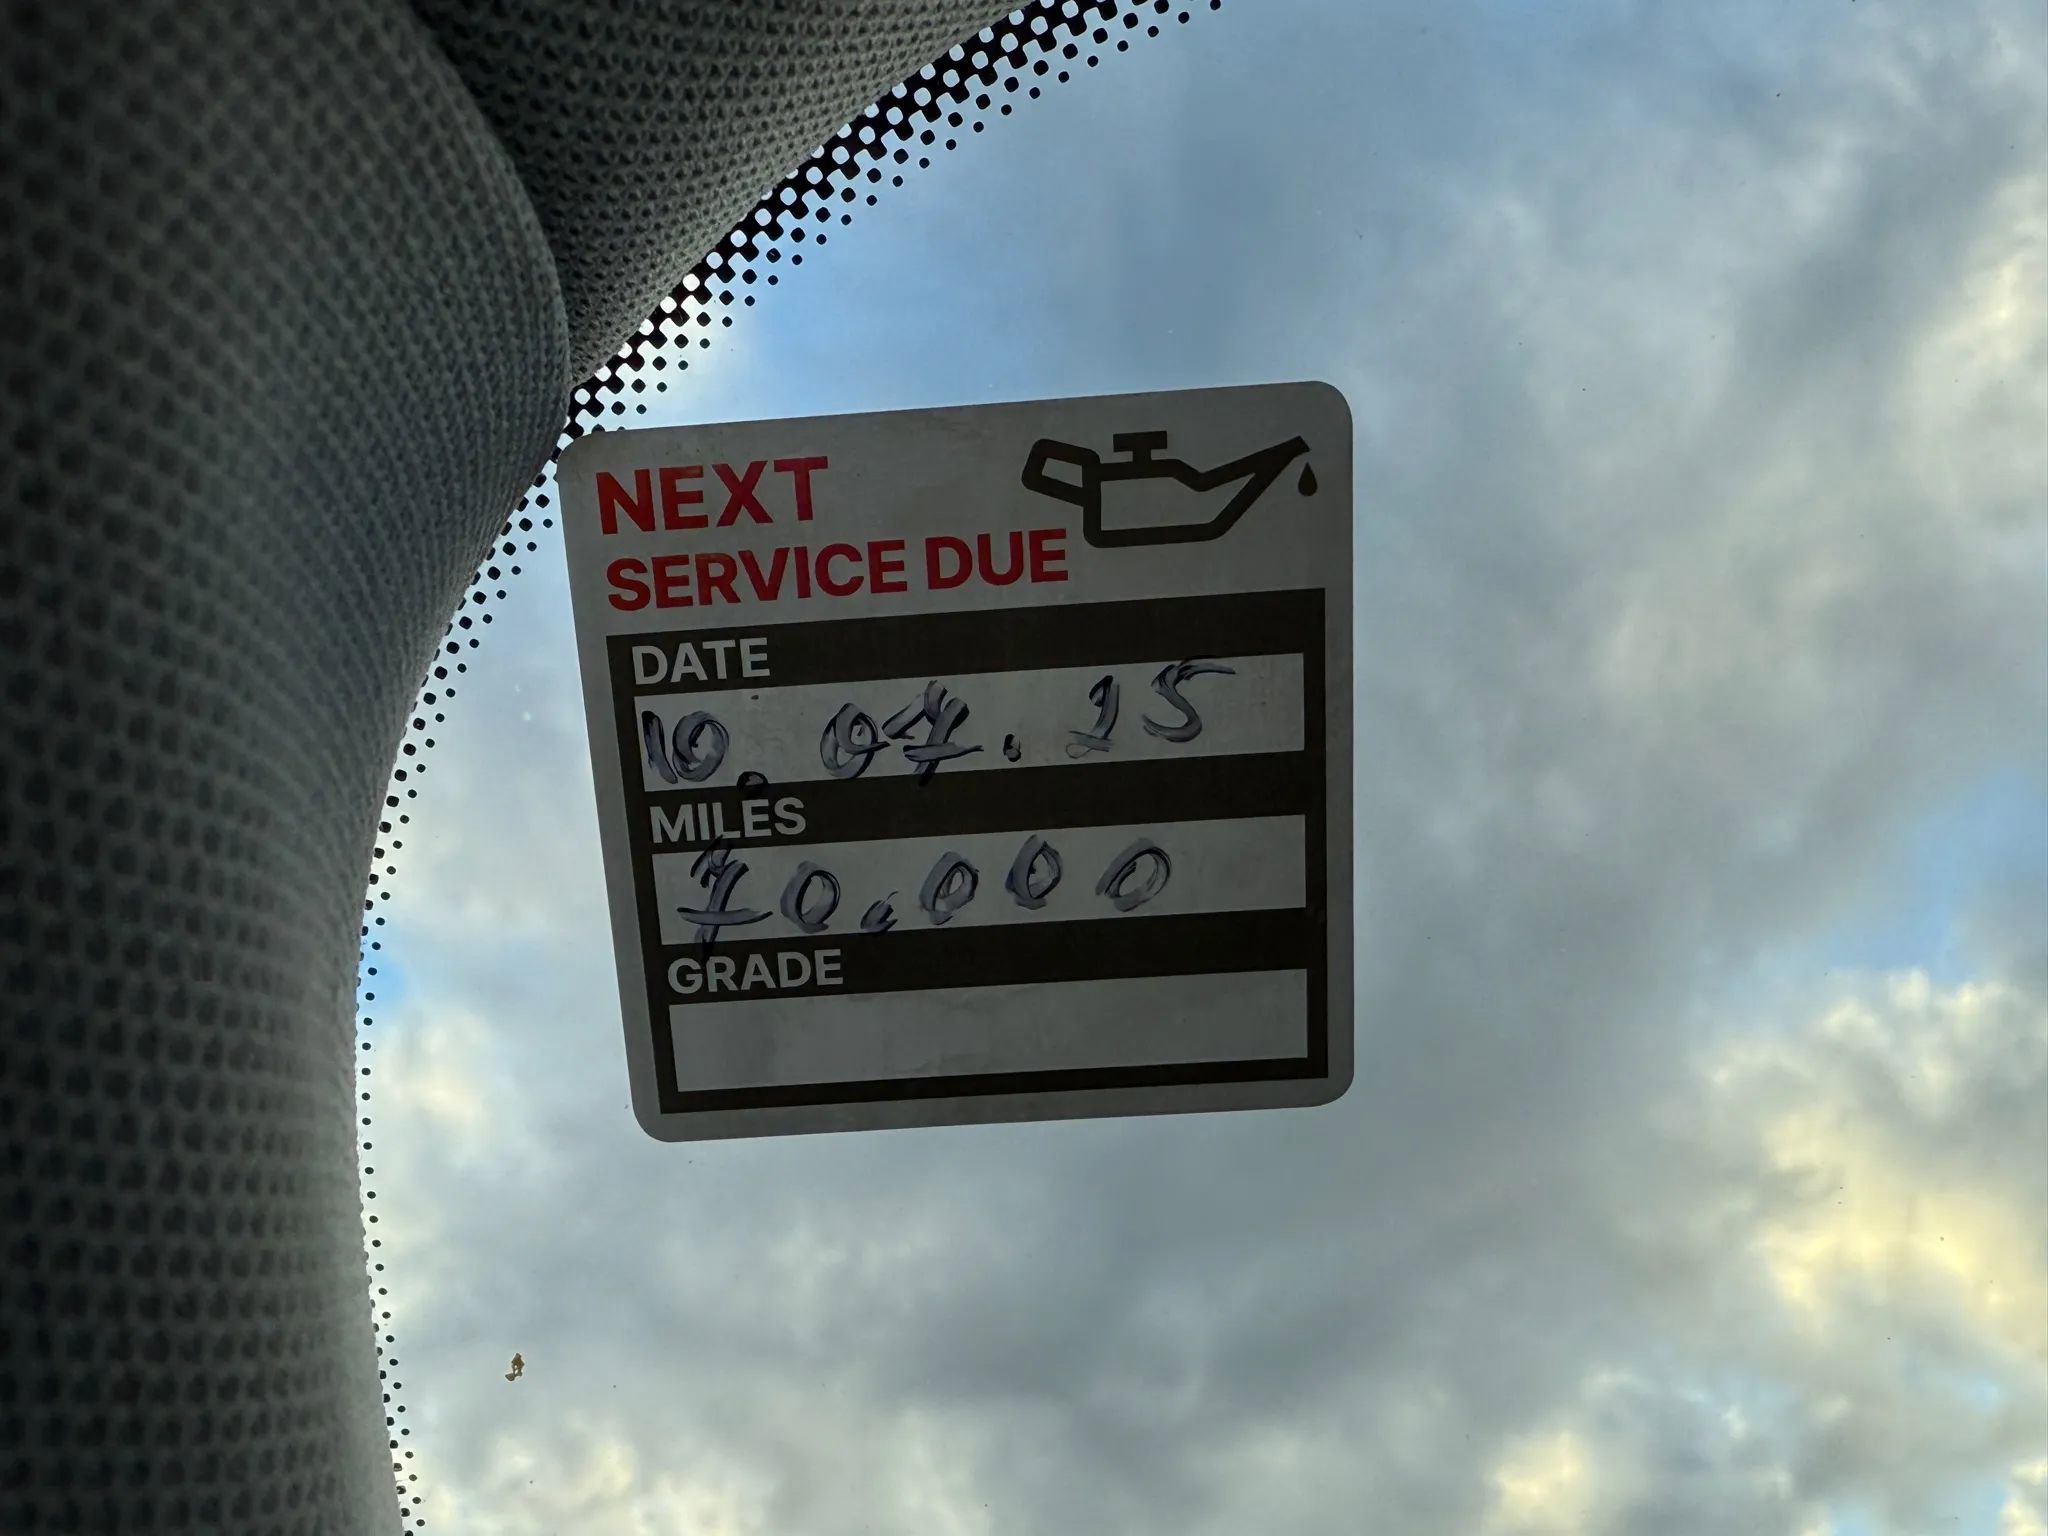 NEXT
SERVICE DUE
DATE
10. 07. 25
MILES
70.000
GRADE